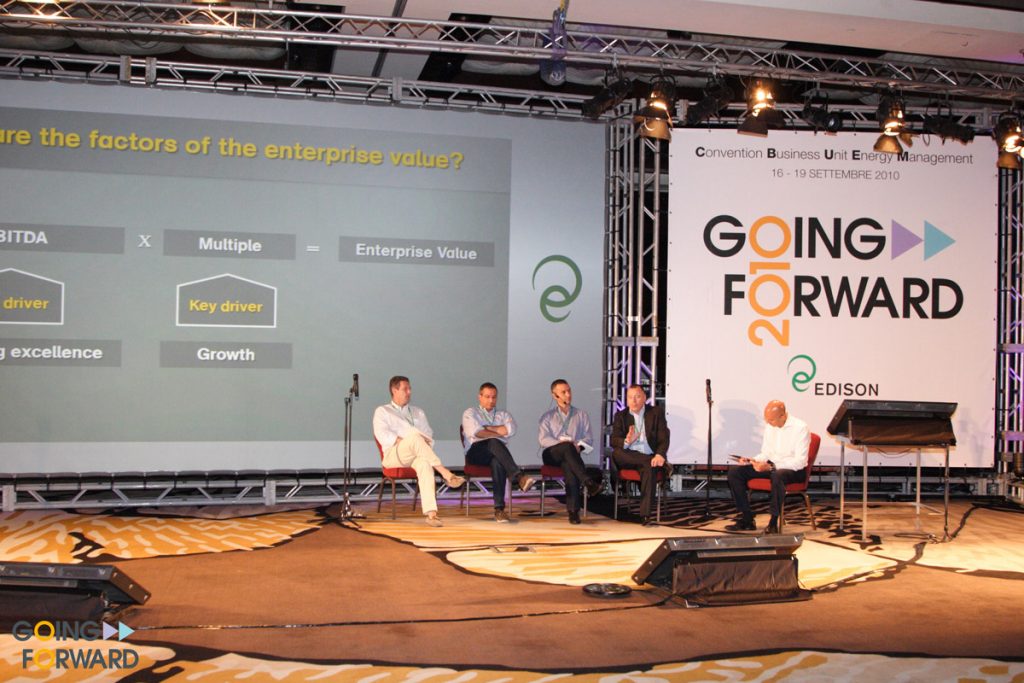 are the factors of the enterprise value?
x Multiple = Enterprise Value
driver Key driver
excellence Growth
Convention Business Unit Energy Management
16 - 19 SETTEMBRE 2010
GOING
FORWARD
2010
EDISON
GOING
FORWARD